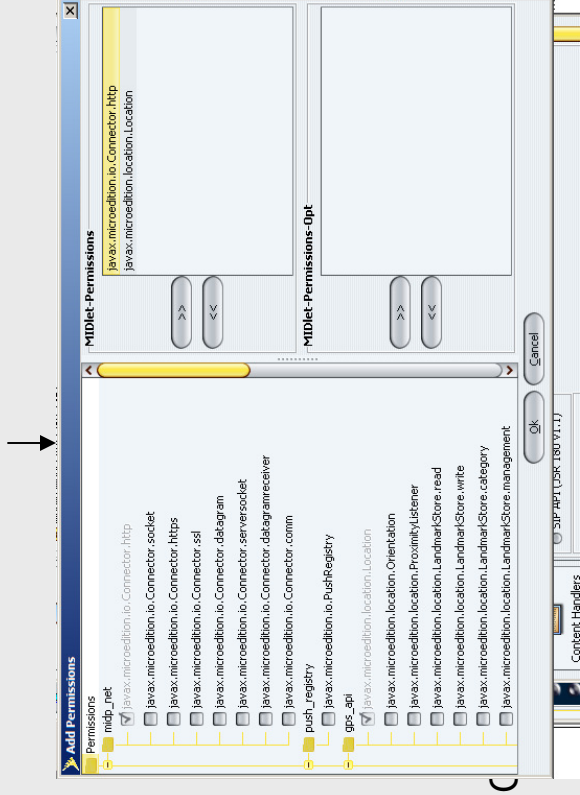 Add Permissions
Permissions
midp_net
javax.microedition.io.Connector.http
javax.microedition.io.Connector.socket
javax.microedition.io.Connector.https
javax.microedition.io.Connector.ssl
javax.microedition.io.Connector.datagram
javax.microedition.io.Connector.serversocket
javax.microedition.io.Connector.datagramreceiver
javax.microedition.io.Connector.comm
push_registry
javax.microedition.io.PushRegistry
gps_api
javax.microedition.location.Location
javax.microedition.location.Orientation
javax.microedition.location.ProximityListener
javax.microedition.location.LandmarkStore.read
javax.microedition.location.LandmarkStore.write
javax.microedition.location.LandmarkStore.category
javax.microedition.location.LandmarkStore.management
MIDlet-Permissions
>>
<<
javax.microedition.io.Connector.http
javax.microedition.location.Location
MIDlet-Permissions-Opt
>>
<<
Ok
Cancel
SIP API (JSR 180 v1.1)
Content Handlers